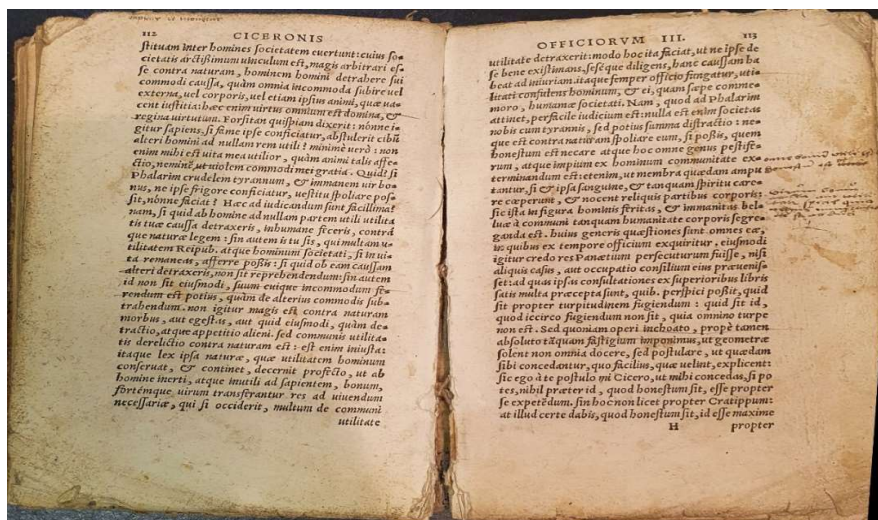 112 CICERONIS
stituam inter homines societatem euertunt: cuius so-
cietatis arctissimum uinculum est, magis arbitrari es-
se contra naturam, hominem homini detrahere sui
commodi caussa, quàm omnia incommoda subire uel
externa, uel corporis, uel etiam ipsius animi, quæ ua-
cent iustitia: hæc enim uirtus omnium est domina, &
regina uirtutum. Forsitan quispiam dixerit: nónne i-
gitur sapiens, si fame ipse conficiatur, abstulerit cibū
alteri homini ad nullam rem utili? minimè uerò: non
enim mihi est uita mea utilior, quàm animi talis affe-
ctio, neminē ut uiolem commodi mei gratia. Quid? si
Phalarim crudelem tyrannum, & immanem uir bo-
nus, ne ipse frigore conficiatur, uestitu spoliare pos-
sit, nónne faciat? Hæc ad iudicandum sunt facillima:
nam, si quid ab homine ad nullam partem utili utilita
tis tuæ caussa detraxeris, inhumane feceris, contrá
que naturæ legem: sin autem is tu sis, qui multam u-
tilitatem Reipub. atque hominum societati, si in ui-
ta remaneas, afferre possis: si quid ob eam caussam
alteri detraxeris, non sit reprehendendum: sin autem
id non sit eiusmodi, suum cuique incommodum fe-
rendum est potius, quàm de alterius commodis sub-
trahendum. non igitur magis est contra naturam
morbus, aut egestas, aut quid eiusmodi, quàm de-
tractio, atque appetitio alieni. sed communis utilita-
tis derelictio contra naturam est: est enim iniusta:
itaque lex ipsa naturæ, quæ utilitatem hominum
conseruat, & continet, decernit profectò, ut ab
homine inerti, atque inutili ad sapientem, bonum,
fortémque uirum transferantur res ad uiuendum
necessariæ, qui si occiderit, multum de communi
utilitate
OFFICIORVM III. 113
utilitate detraxerit: modo hoc ita faciat, ut ne ipse de
se bene existimans, sesé que diligens, hanc caussam ha
beat ad iniuriam. itaque semper officio fungatur, uti-
litati consulens hominum, & ei, quam sæpe comme-
moro, humanæ societati. Nam, quod ad Phalarim
attinet, perfacile iudicium est: nulla est enim societas
nobis cum tyrannis, sed potius summa distractio: ne-
que est contra naturam spoliare eum, si possis, quem
honestum est necare atque hoc omne genus pestife-
rum, atque impium ex hominum communitate ex-
terminandum est: etenim, ut membra quædam ampu
tantur, si & ipsa sanguine, & tanquam spiritu care-
re cœperunt, & nocent reliquis partibus corporis:
sic ista in figura hominis feritas, & immanitas bel-
luæ à communi tanquam humanitate corporis segre-
ganda est. huius generis quæstiones sunt omnes eæ,
in quibus ex tempore officium exquiritur, eiusmodi
igitur credo res Panætium persecuturum fuisse, nisi
aliquis casus, aut occupatio consilium eius præuenis-
set: ad quas ipsas consultationes ex superioribus libris
satis multa præcepta sunt, quib. perspici possit, quid
sit propter turpitudinem fugiendum: quid sit id,
quod iccirco fugiendum non sit, quia omnino turpe
non est. Sed quoniam operi inchoato, propè tamen
absoluto tāquam fastigium imponimus, ut geometræ
solent non omnia docere, sed postulare, ut quædam
sibi concedantur, quo facilius, quæ uelint, explicent:
sic ego à te postulo mi Cicero, ut mihi concedas, si po
tes, nihil præter id, quod honestum sit, esse propter
se expetēdum. sin hoc non licet propter Cratippum:
at illud certe dabis, quod honestum sit, id esse maxime
H propter